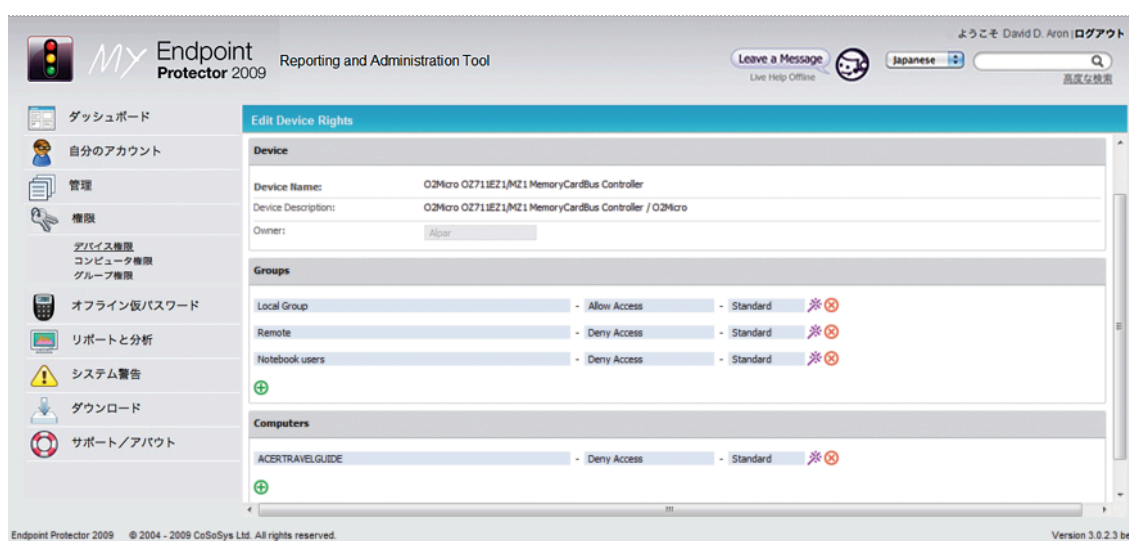 ようこそ David D. Aron |ログアウト
MY Endpoint
Protector 2009
Reporting and Administration Tool
Leave a Message
Live Help Offline
Japanese
高度な検索
ダッシュボード
自分のアカウント
管理
権限
デバイス権限
コンピュータ権限
グループ権限
オフライン仮パスワード
リポートと分析
システム警告
ダウンロード
サポート／アバウト
Edit Device Rights
Device
Device Name: O2Micro OZ711EZ1/MZ1 MemoryCardBus Controller
Device Description: O2Micro OZ711EZ1/MZ1 MemoryCardBus Controller / O2Micro
Owner: Alpar
Groups
Local Group - Allow Access - Standard
Remote - Deny Access - Standard
Notebook users - Deny Access - Standard
Computers
ACERTRAVELGUIDE - Deny Access - Standard
Endpoint Protector 2009 © 2004 - 2009 CoSoSys Ltd. All rights reserved. Version 3.0.2.3 be